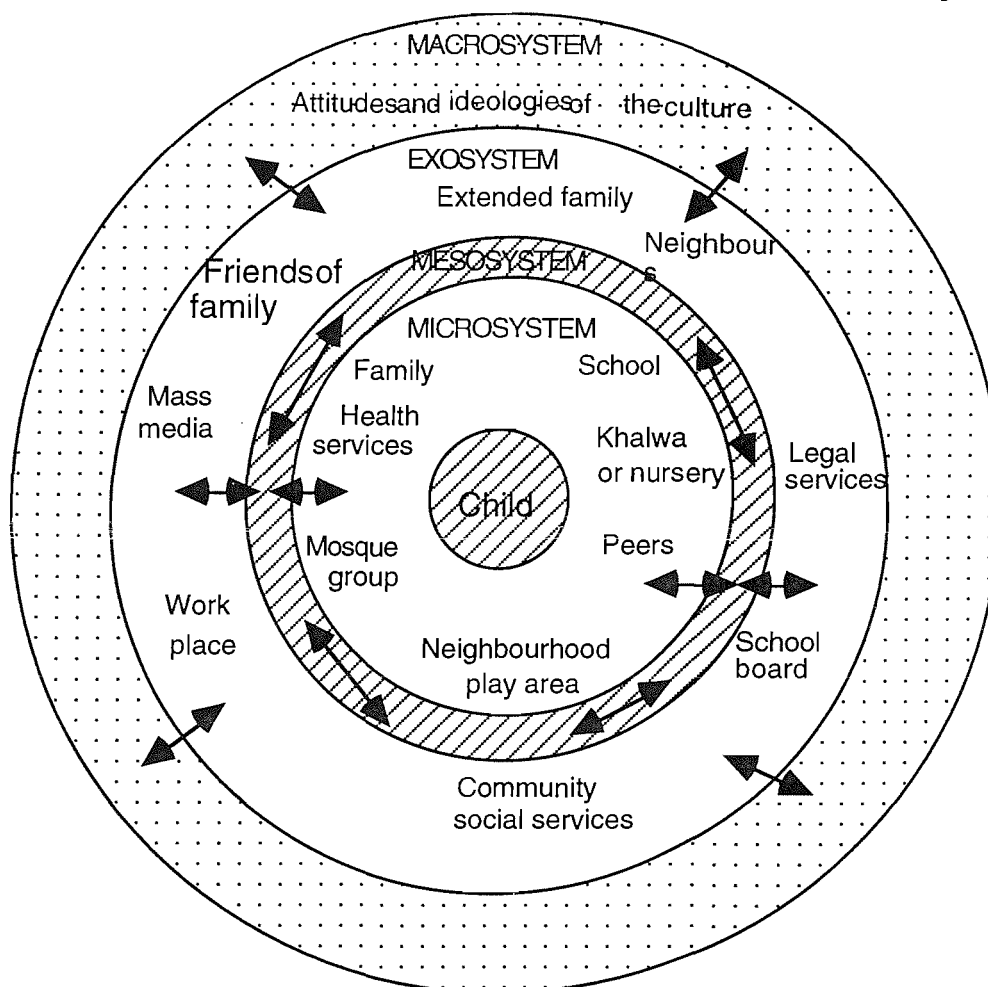 MACROSYSTEM
Attitudesand ideologiesof the culture
EXOSYSTEM
Extended family
Neighbour
s
MESOSYSTEM
Friendsof
family
MICROSYSTEM
Family
School
Mass
media
Health
services
Khalwa
or nursery
Legal
services
Child
Mosque
group
Peers
Work
place
Neighbourhood
play area
School
board
Community
social services